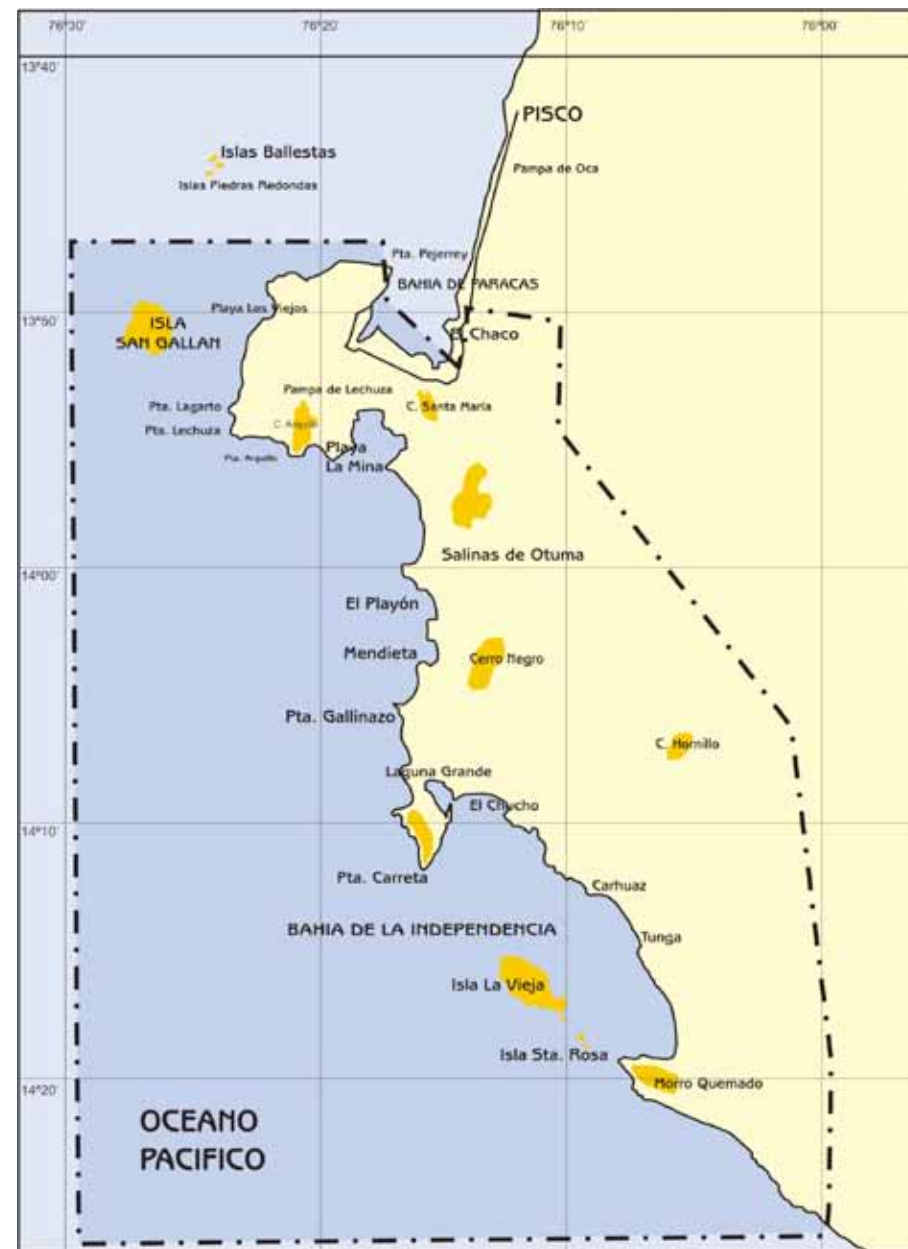 76°30'
76°20'
76°10'
76°00'
13°40'
PISCO
Pampa de Oca
Islas Ballestas
Islas Piedras Redondas
Pta. Pejerrey
BAHIA DE PARACAS
Playa Los Viejos
13°50'
ISLA
SAN GALLAN
El Chaco
Pampa de Lechuza
C. Santa María
Pta. Lagarto
Pta. Lechuza
Pta. Arquillo
Playa
La Mina
Salinas de Otuma
14°00'
El Playón
Mendieta
Cerro Negro
Pta. Gallinazo
C. Hornillo
Laguna Grande
El Chucho
14°10'
Pta. Carreta
Carhuaz
BAHIA DE LA INDEPENDENCIA
Tunga
Isla La Vieja
Isla Sta. Rosa
14°20'
Morro Quemado
OCEANO
PACIFICO